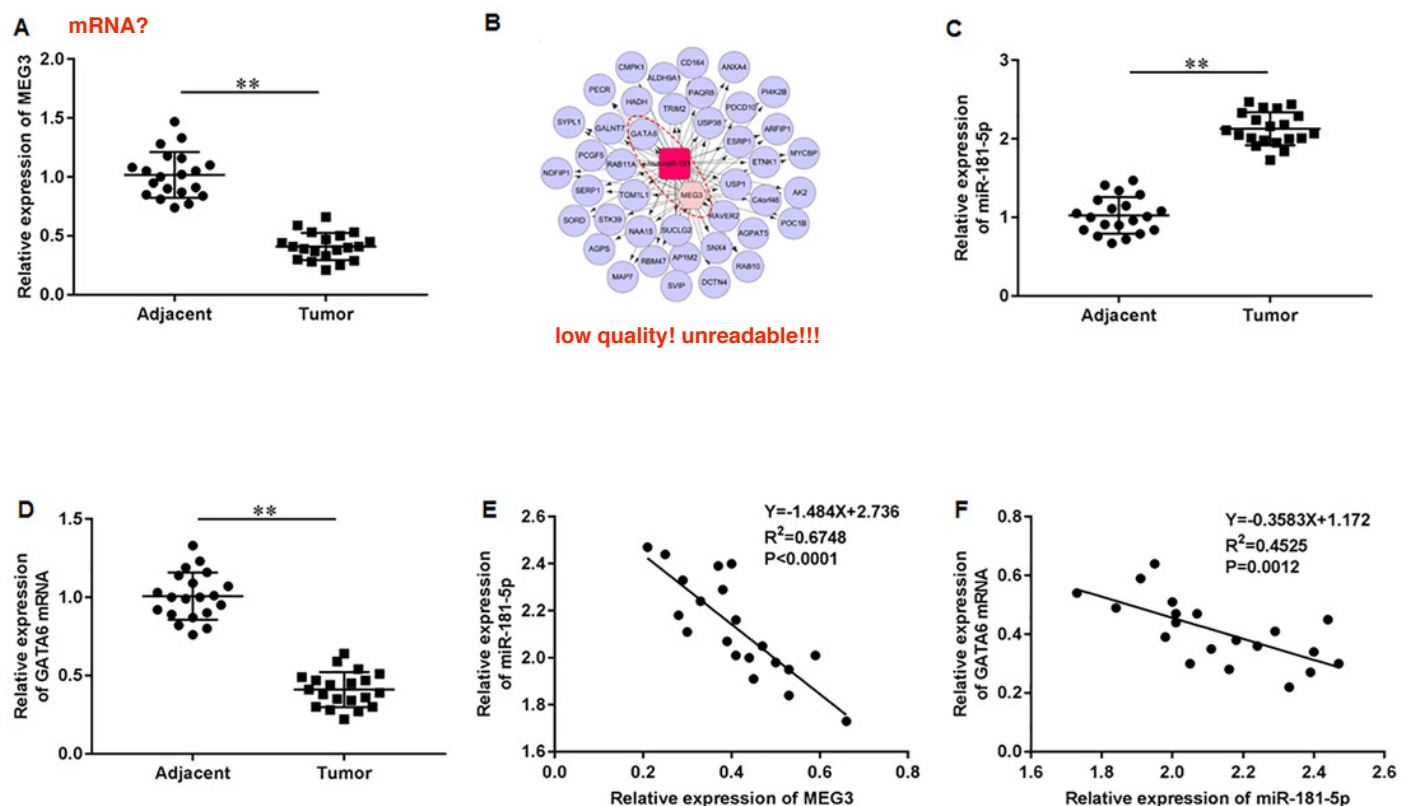 A
mRNA?
Relative expression of MEG3
2.0
1.5
1.0
0.5
0.0
**
Adjacent
Tumor
B
CD164
CMPK1
ALDH9A1
ANXA4
PECR
HADH
PAQR8
PI4K2B
TRIM2
PDCD10
SYPL1
GALNT7
GATA6
USP38
ARFIP1
ESRP1
PCGF5
RAB11A
ETNK1
MYCBP
NDFIP1
SERP1
TOM1L1
MEG3
USP1
C4orf46
AK2
SORD
STK39
NAA15
SUCLG2
RAVER2
AGPAT5
POC1B
AGPS
RBM47
AP1M2
SNX4
RAB10
MAP7
SVIP
DCTN4
low quality! unreadable!!!
C
Relative expression
of miR-181-5p
3
2
1
0
**
Adjacent
Tumor
D
Relative expression
of GATA6 mRNA
1.5
1.0
0.5
0.0
**
Adjacent
Tumor
E
Relative expression
of miR-181-5p
2.6
2.4
2.2
2.0
1.8
1.6
Y=-1.484X+2.736
R²=0.6748
P<0.0001
0.0 0.2 0.4 0.6 0.8
Relative expression of MEG3
F
Relative expression
of GATA6 mRNA
0.8
0.6
0.4
0.2
0.0
Y=-0.3583X+1.172
R²=0.4525
P=0.0012
1.6 1.8 2.0 2.2 2.4 2.6
Relative expression of miR-181-5p